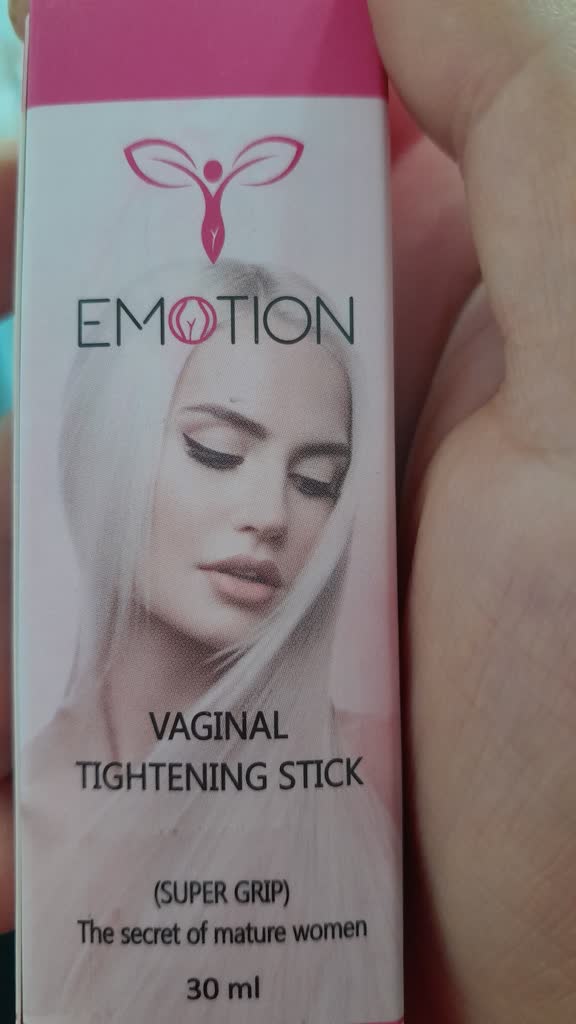 EMOTION
VAGINAL
TIGHTENING STICK
(SUPER GRIP)
The secret of mature women
30 ml